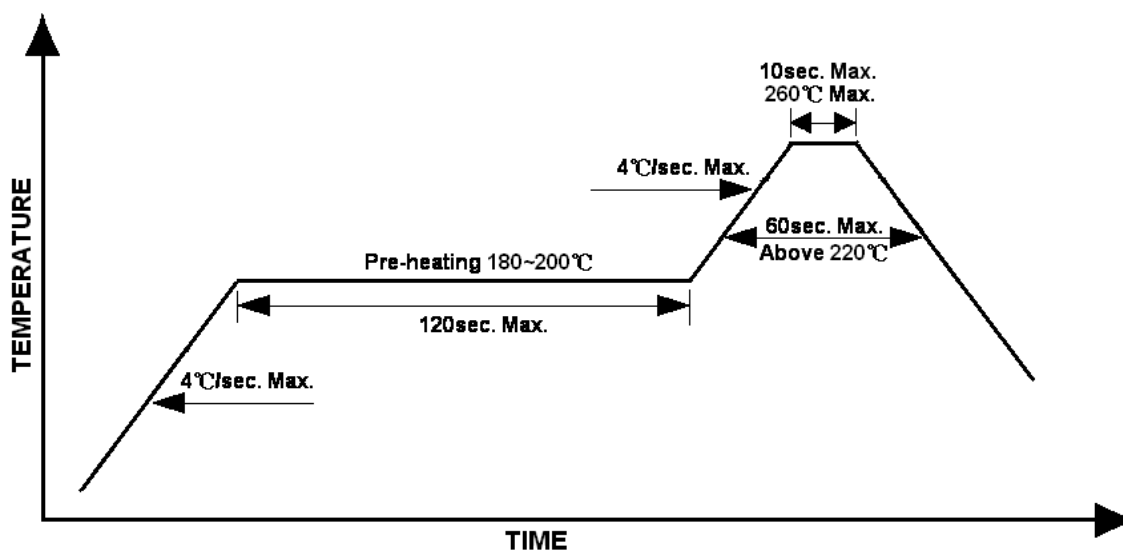 10sec. Max.
260℃ Max.
4℃/sec. Max.
60sec. Max.
Above 220℃
Pre-heating 180~200℃
120sec. Max.
4℃/sec. Max.
TEMPERATURE
TIME